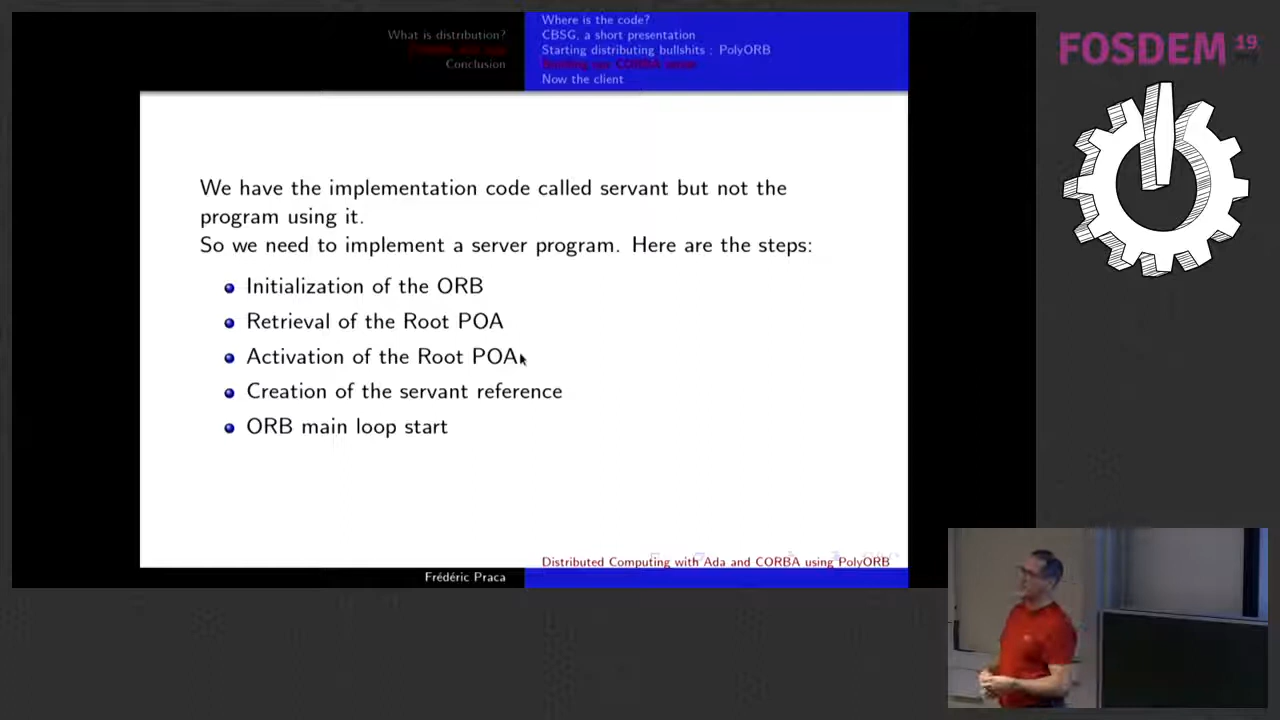 What is distribution?
Conclusion
Where is the code?
CBSG, a short presentation
Starting distributing bullshits : PolyORB
Building our CORBA server
Now the client
FOSDEM 19
We have the implementation code called servant but not the
program using it.
So we need to implement a server program. Here are the steps:
Initialization of the ORB
Retrieval of the Root POA
Activation of the Root POA
Creation of the servant reference
ORB main loop start
Distributed Computing with Ada and CORBA using PolyORB
Frédéric Praca